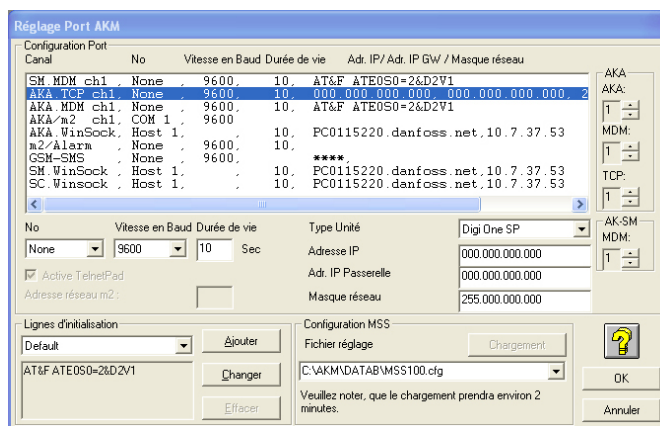 Réglage Port AKM
Configuration Port
Canal No Vitesse en Baud Durée de vie Adr. IP/ Adr. IP GW / Masque réseau
SM.MDM ch1 , None , 9600, 10, AT&F ATE0S0=2&D2V1
AKA.TCP ch1, None , 9600, 10, 000.000.000.000, 000.000.000.000, 2
AKA.MDM ch1, None , 9600, 10, AT&F ATE0S0=2&D2V1
AKA/m2 ch1, COM 1 , 9600
AKA.WinSock, Host 1, , 10, PC0115220.danfoss.net,10.7.37.53
m2/Alarm , None , 9600, 10,
GSM-SMS , None , 9600, ****,
SM.WinSock , Host 1, , 10, PC0115220.danfoss.net,10.7.37.53
SC.Winsock , Host 1, , 10, PC0115220.danfoss.net,10.7.37.53
AKA
AKA:
1
MDM:
1
TCP:
1
AK-SM
MDM:
1
No Vitesse en Baud Durée de vie
None 9600 10 Sec
Active TelnetPad
Adresse réseau m2 :
Type Unité Digi One SP
Adresse IP 000.000.000.000
Adr. IP Passerelle 000.000.000.000
Masque réseau 255.000.000.000
Lignes d'initialisation
Default
AT&F ATE0S0=2&D2V1
Ajouter
Changer
Effacer
Configuration MSS
Fichier réglage Chargement
C:\AKM\DATAB\MSS100.cfg
Veuillez noter, que le chargement prendra environ 2
minutes.
OK
Annuler